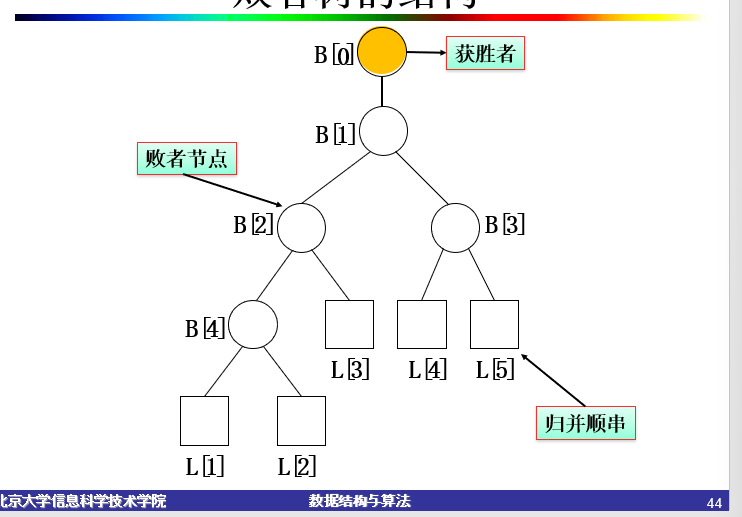 败者树的结构
B[0]
获胜者
B[1]
败者节点
B[2]
B[3]
B[4]
L[3]
L[4]
L[5]
归并顺串
L[1]
L[2]
北京大学信息科学技术学院
数据结构与算法
44